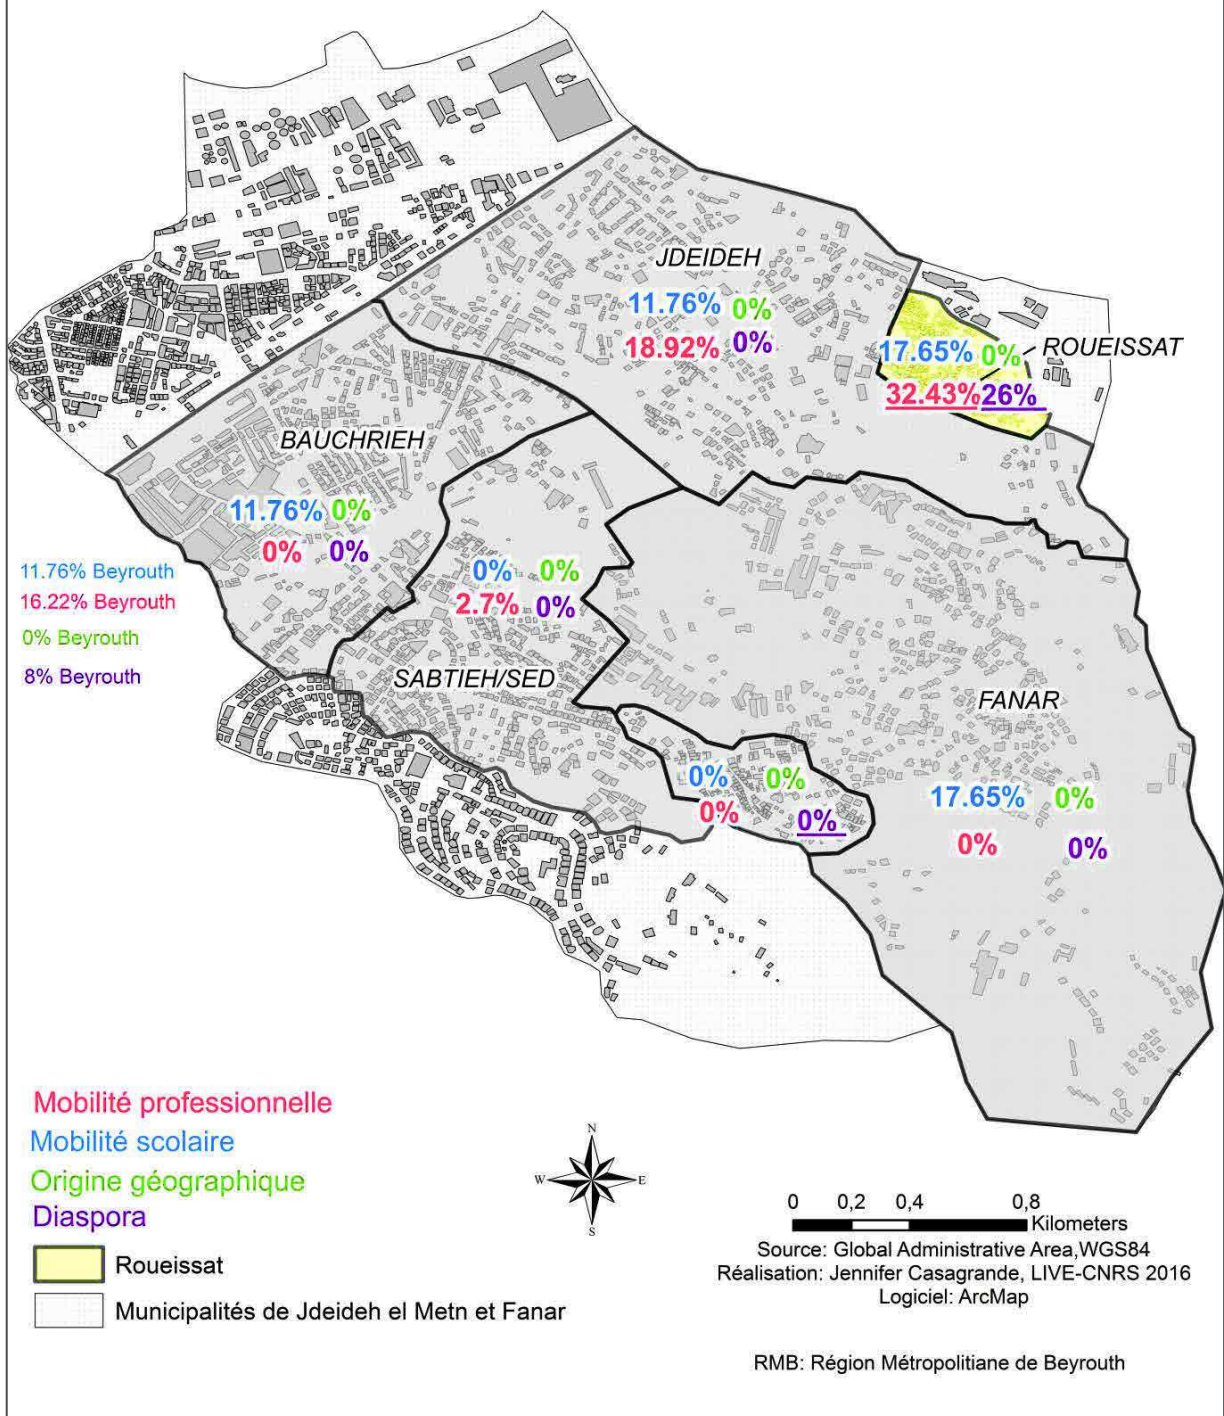 JDEIDEH
11.76% 0%
18.92% 0%
17.65% 0%
ROUEISSAT
32.43% 26%
BAUCHRIEH
11.76% 0%
0% 0%
11.76% Beyrouth
16.22% Beyrouth
0% Beyrouth
8% Beyrouth
0% 0%
2.7% 0%
SABTIEH/SED
FANAR
0% 0%
0% 0%
17.65% 0%
0% 0%
Mobilité professionnelle
Mobilité scolaire
Origine géographique
Diaspora
Roueissat
Municipalités de Jdeideh el Metn et Fanar
N
W E
S
0 0,2 0,4 0,8
Kilometers
Source: Global Administrative Area,WGS84
Réalisation: Jennifer Casagrande, LIVE-CNRS 2016
Logiciel: ArcMap
RMB: Région Métropolitiane de Beyrouth